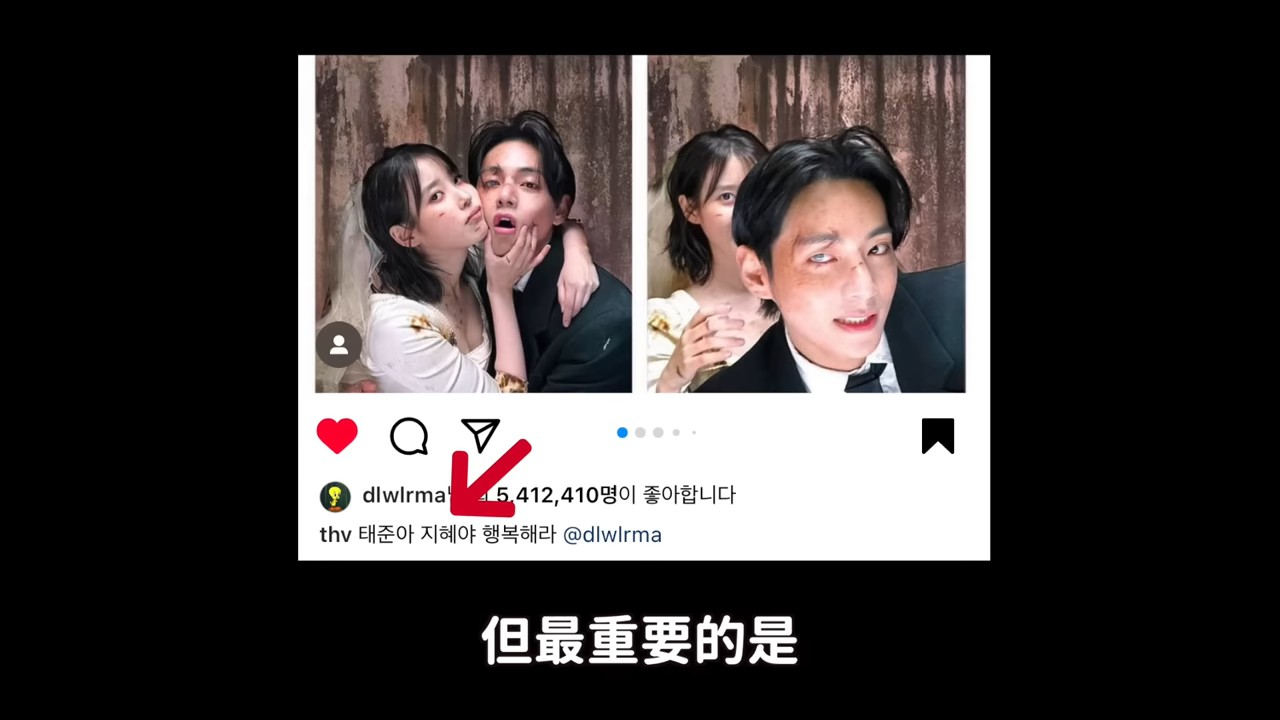 dlwlrma님 외 5,412,410명이 좋아합니다
thv 태준아 지혜야 행복해라 @dlwlrma
但最重要的是